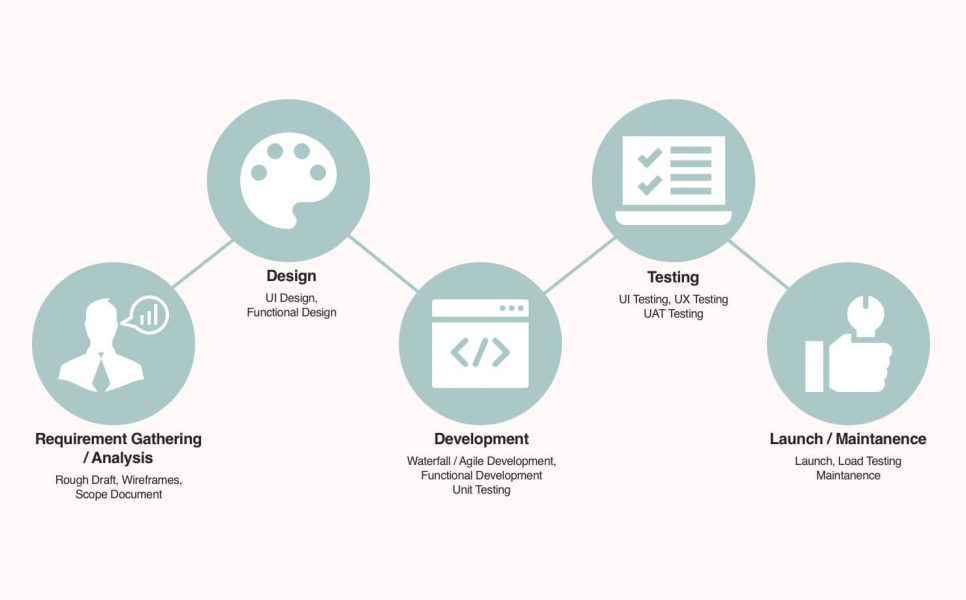 Requirement Gathering
/ Analysis
Rough Draft, Wireframes,
Scope Document
Design
UI Design,
Functional Design
Development
Waterfall / Agile Development,
Functional Development
Unit Testing
Testing
UI Testing, UX Testing
UAT Testing
Launch / Maintanence
Launch, Load Testing
Maintanence